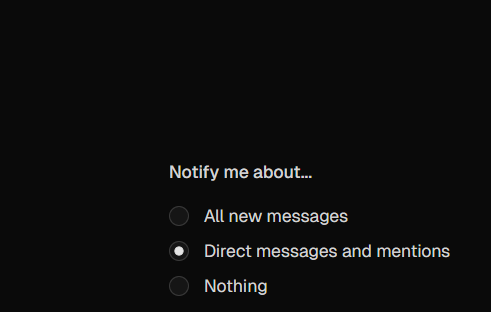 Notify me about...
All new messages
Direct messages and mentions
Nothing